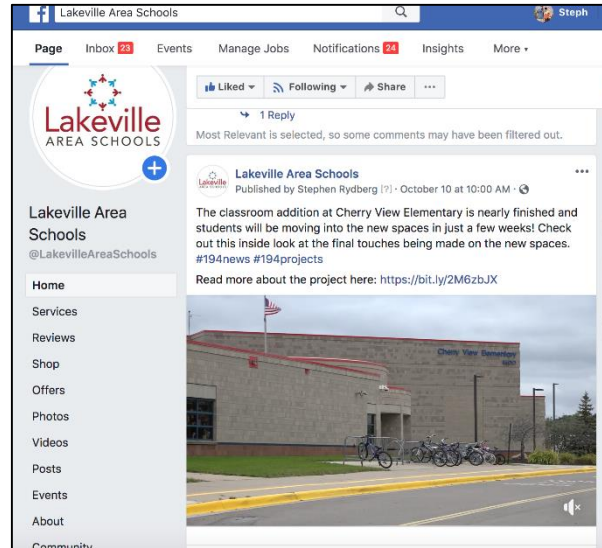 Lakeville Area Schools
Steph
Page Inbox 23 Events Manage Jobs Notifications 24 Insights More
Liked Following Share ...
1 Reply
Most Relevant is selected, so some comments may have been filtered out.
Lakeville
AREA SCHOOLS
Lakeville Area
Schools
@LakevilleAreaSchools
Home
Services
Reviews
Shop
Offers
Photos
Videos
Posts
Events
About
Community
Lakeville Area Schools
Published by Stephen Rydberg [?] · October 10 at 10:00 AM ·
The classroom addition at Cherry View Elementary is nearly finished and
students will be moving into the new spaces in just a few weeks! Check
out this inside look at the final touches being made on the new spaces.
#194news #194projects
Read more about the project here: https://bit.ly/2M6zbJX
Cherry View Elementary